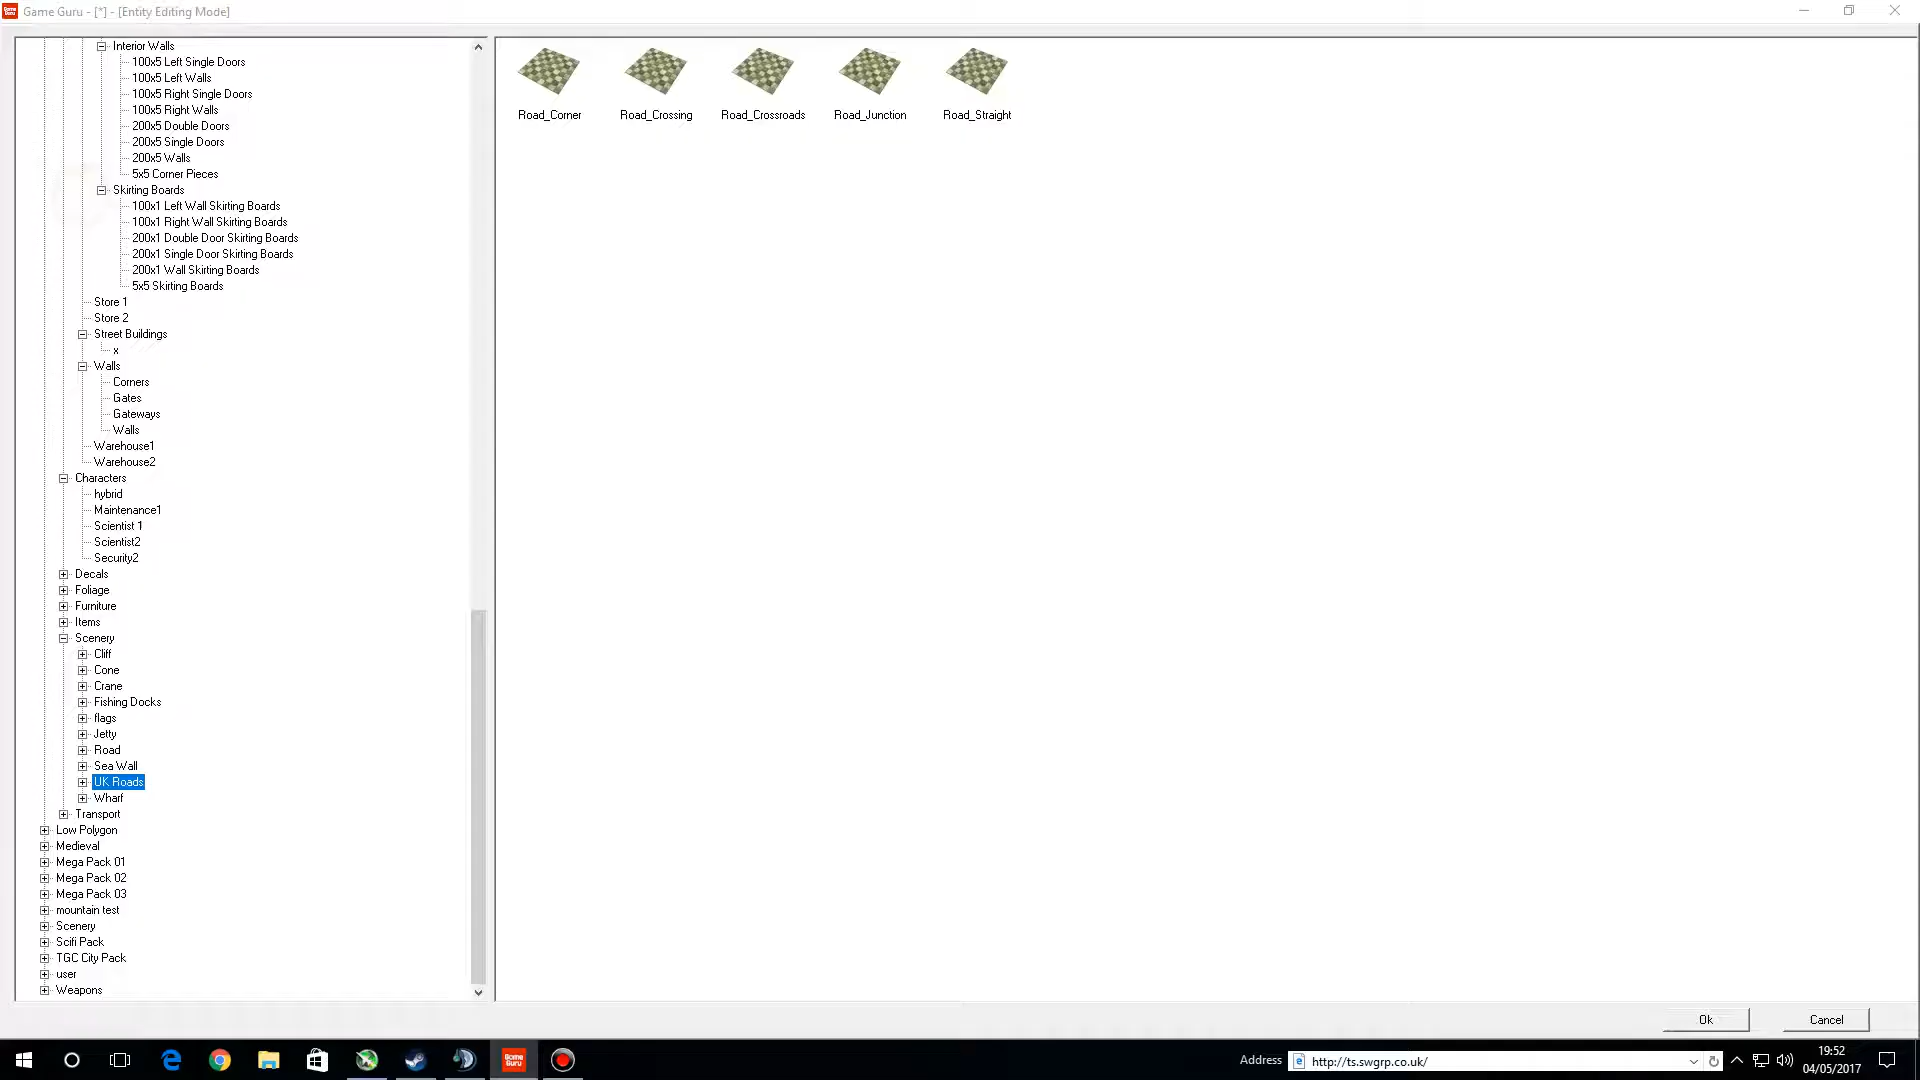 Game Guru - [*] - [Entity Editing Mode]
Interior Walls
100x5 Left Single Doors
100x5 Left Walls
100x5 Right Single Doors
100x5 Right Walls
200x5 Double Doors
200x5 Single Doors
200x5 Walls
5x5 Corner Pieces
Skirting Boards
100x1 Left Wall Skirting Boards
100x1 Right Wall Skirting Boards
200x1 Double Door Skirting Boards
200x1 Single Door Skirting Boards
200x1 Wall Skirting Boards
5x5 Skirting Boards
Store 1
Store 2
Street Buildings
x
Walls
Corners
Gates
Gateways
Walls
Warehouse1
Warehouse2
Characters
hybrid
Maintenance1
Scientist 1
Scientist2
Security2
Decals
Foliage
Furniture
Items
Scenery
Cliff
Cone
Crane
Fishing Docks
flags
Jetty
Road
Sea Wall
UK Roads
Wharf
Transport
Low Polygon
Medieval
Mega Pack 01
Mega Pack 02
Mega Pack 03
mountain test
Scenery
Scifi Pack
TGC City Pack
user
Weapons
Road_Corner
Road_Crossing
Road_Crossroads
Road_Junction
Road_Straight
Ok
Cancel
Game Guru
Address
http://ts.swgrp.co.uk/
19:52
04/05/2017